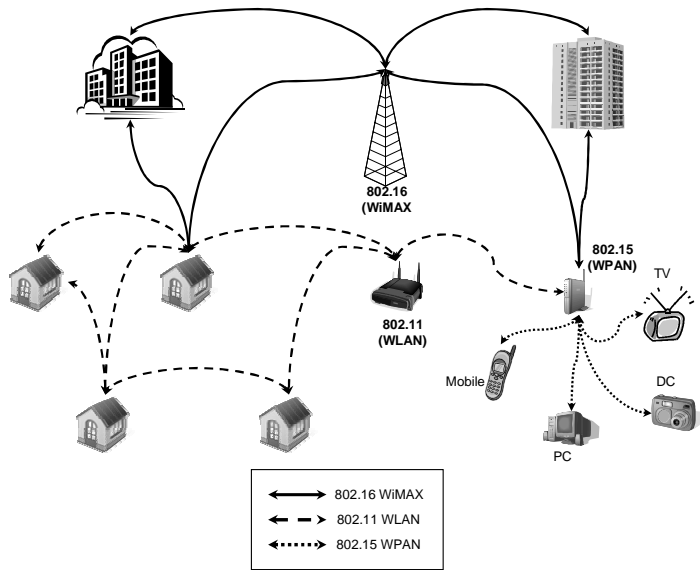 802.16
(WiMAX
802.15
(WPAN)
TV
802.11
(WLAN)
Mobile
DC
PC
802.16 WiMAX
802.11 WLAN
802.15 WPAN